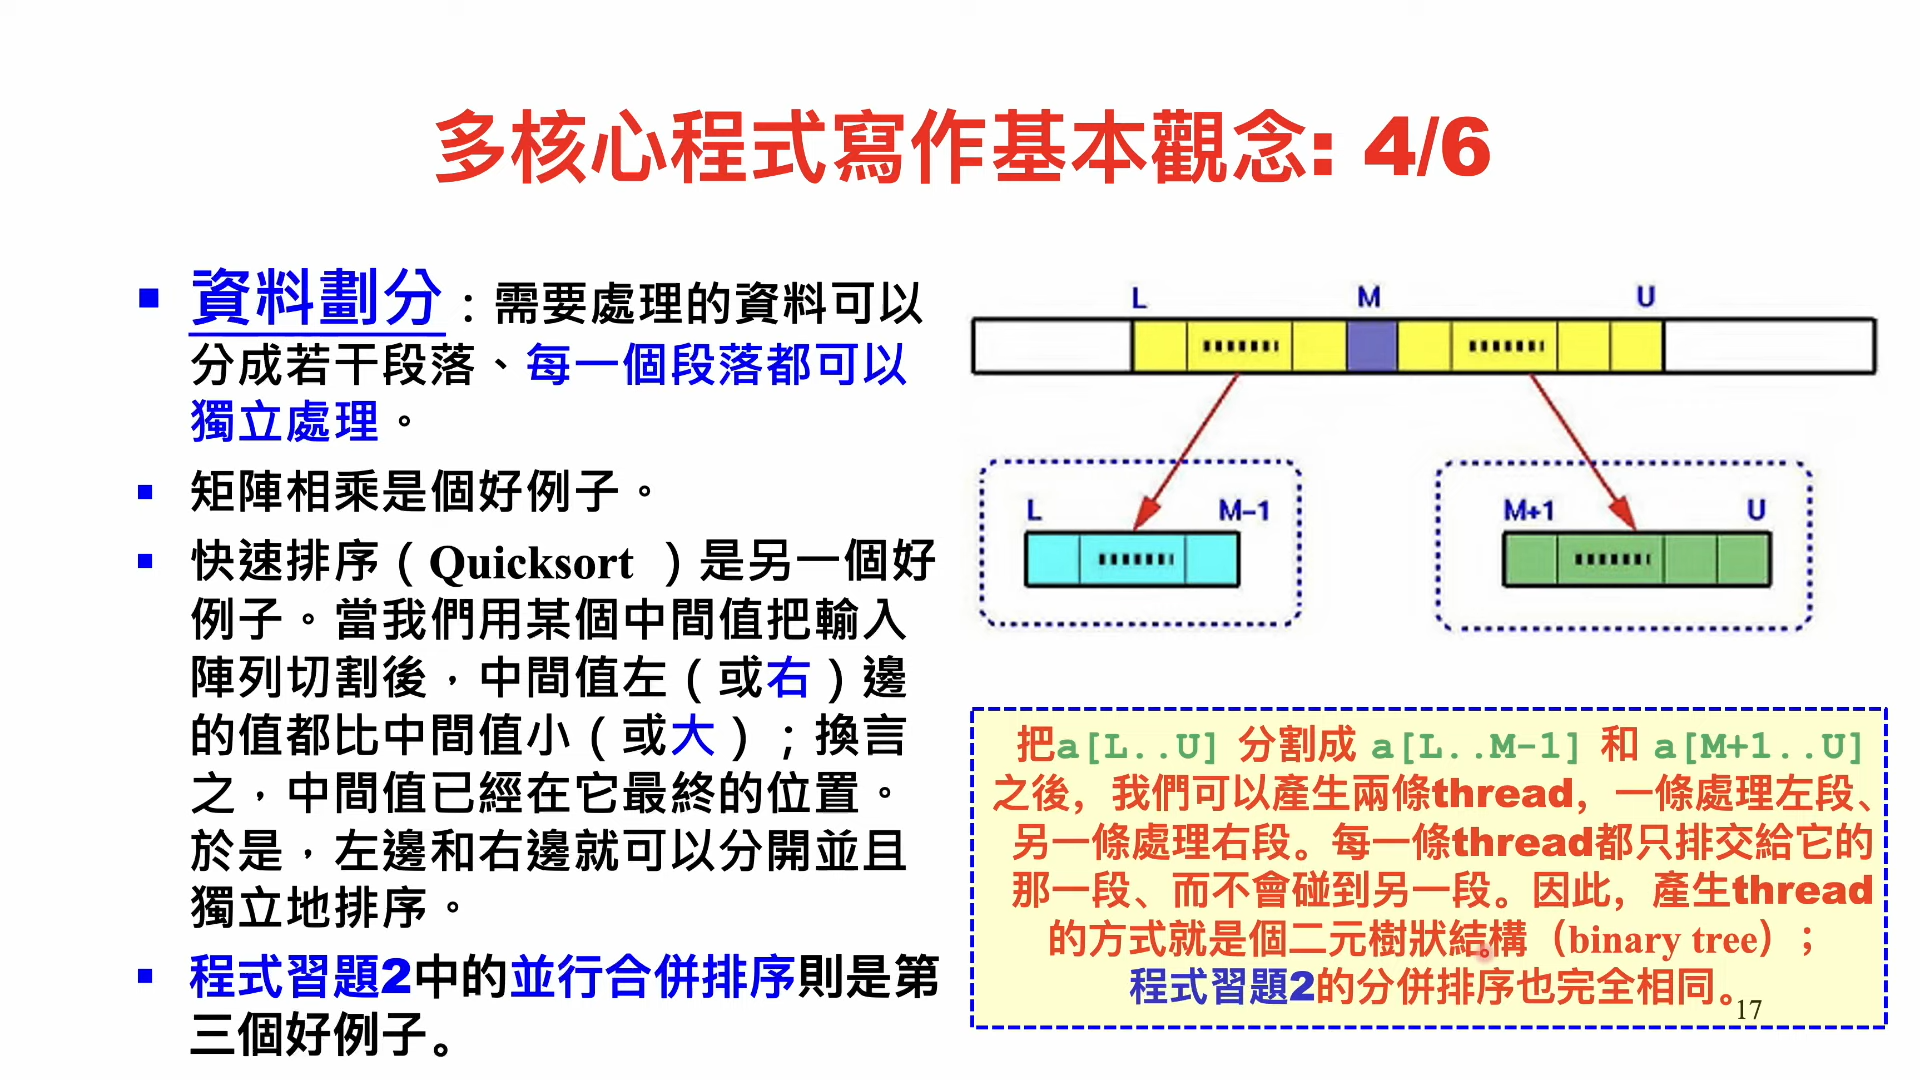 多核心程式寫作基本觀念: 4/6
▪ 資料劃分：需要處理的資料可以
分成若干段落、每一個段落都可以
獨立處理。
▪ 矩陣相乘是個好例子。
▪ 快速排序（Quicksort ）是另一個好
例子。當我們用某個中間值把輸入
陣列切割後，中間值左（或右）邊
的值都比中間值小（或大）；換言
之，中間值已經在它最終的位置。
於是，左邊和右邊就可以分開並且
獨立地排序。
▪ 程式習題2中的並行合併排序則是第
三個好例子。
L M U
L M-1
M+1 U
把a[L..U] 分割成 a[L..M-1] 和 a[M+1..U]
之後，我們可以產生兩條thread，一條處理左段、
另一條處理右段。每一條thread都只排交給它的
那一段、而不會碰到另一段。因此，產生thread
的方式就是個二元樹狀結構（binary tree）；
程式習題2的分併排序也完全相同。
17